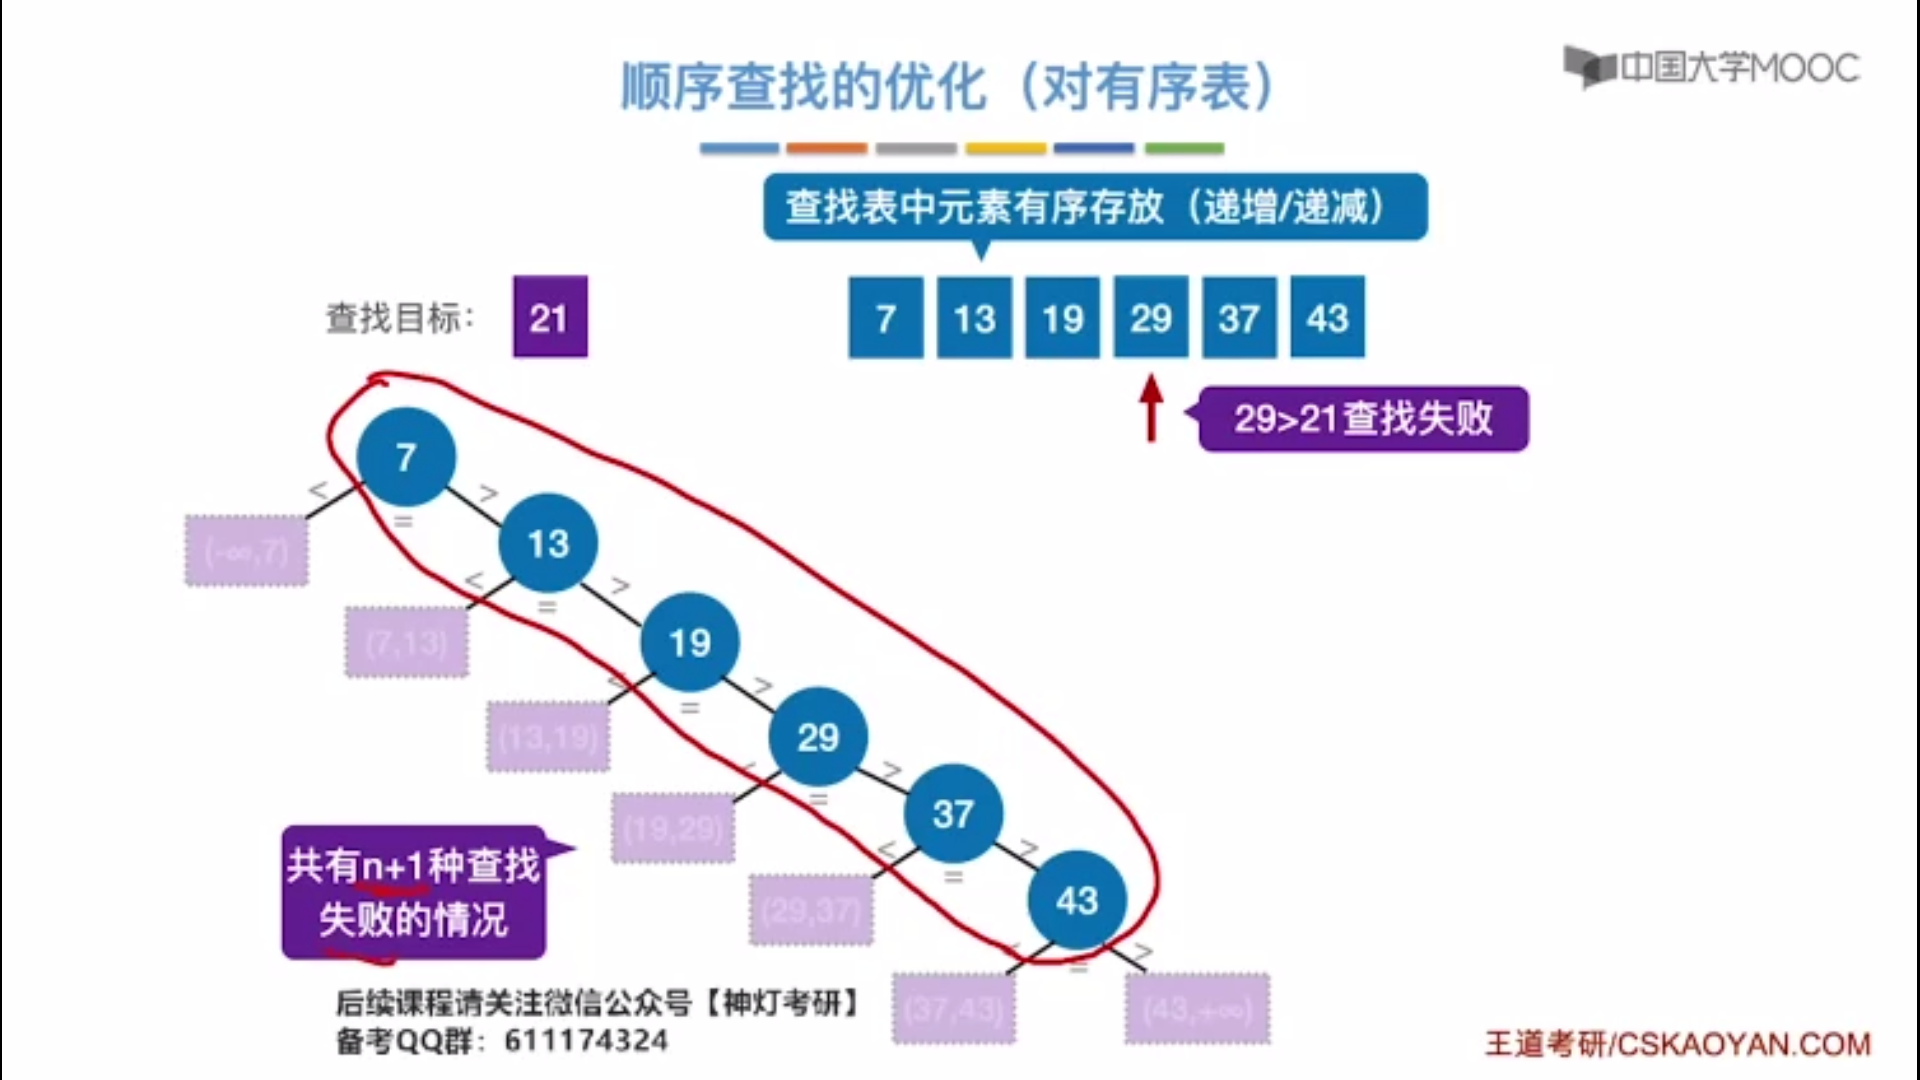 顺序查找的优化（对有序表）
中国大学MOOC
查找表中元素有序存放（递增/递减）
查找目标： 21
7 13 19 29 37 43
29>21查找失败
7
< = >
(-∞,7)
13
< = >
(7,13)
19
< = >
(13,19)
29
< = >
(19,29)
37
< = >
(29,37)
43
< = >
(37,43)
(43,+∞)
共有n+1种查找
失败的情况
后续课程请关注微信公众号【神灯考研】
备考QQ群：611174324
王道考研/CSKAOYAN.COM